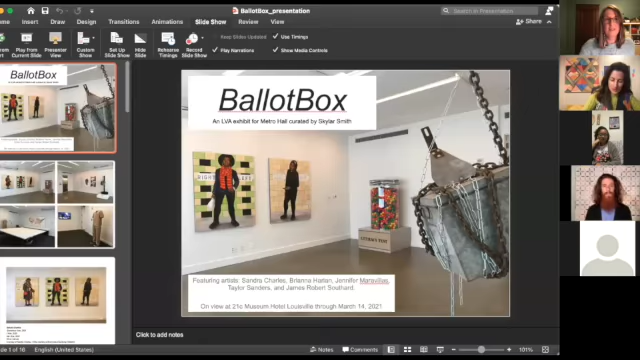 BallotBox_presentation
Search in Presentation
Insert Draw Design Transitions Animations Slide Show Review View Share
Play from Current Slide
Presenter View
Custom Show
Set Up Slide Show
Hide Slide
Rehearse Timings
Record Slide Show
Keep Slides Updated
Use Timings
Play Narrations
Show Media Controls
BallotBox
BallotBox
An LVA exhibit for Metro Hall curated by Skylar Smith
Featuring artists: Sandra Charles, Brianna Harlan, Jennifer Maravillas,
Taylor Sanders, and James Robert Southard.
On view at 21c Museum Hotel Louisville through March 14, 2021
Click to add notes
1 of 16 English (United States) Notes Comments 101%